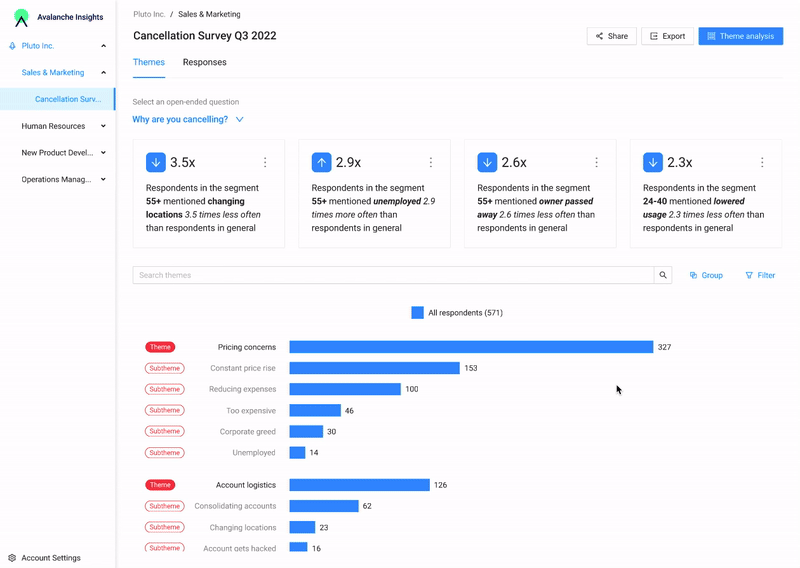 Avalanche Insights
Pluto Inc.
Sales & Marketing
Cancellation Surv...
Human Resources
New Product Devel...
Operations Manag...
Account Settings
Pluto Inc. / Sales & Marketing
Cancellation Survey Q3 2022
Share
Export
Theme analysis
Themes
Responses
Select an open-ended question
Why are you cancelling?
3.5x
Respondents in the segment
55+ mentioned changing
locations 3.5 times less often
than respondents in general
2.9x
Respondents in the segment
55+ mentioned unemployed 2.9
times more often than
respondents in general
2.6x
Respondents in the segment
55+ mentioned owner passed
away 2.6 times less often than
respondents in general
2.3x
Respondents in the segment
24-40 mentioned lowered
usage 2.3 times less often than
respondents in general
Search themes
Group
Filter
All respondents (571)
Theme Pricing concerns 327
Subtheme Constant price rise 153
Subtheme Reducing expenses 100
Subtheme Too expensive 46
Subtheme Corporate greed 30
Subtheme Unemployed 14
Theme Account logistics 126
Subtheme Consolidating accounts 62
Subtheme Changing locations 23
Subtheme Account gets hacked 16